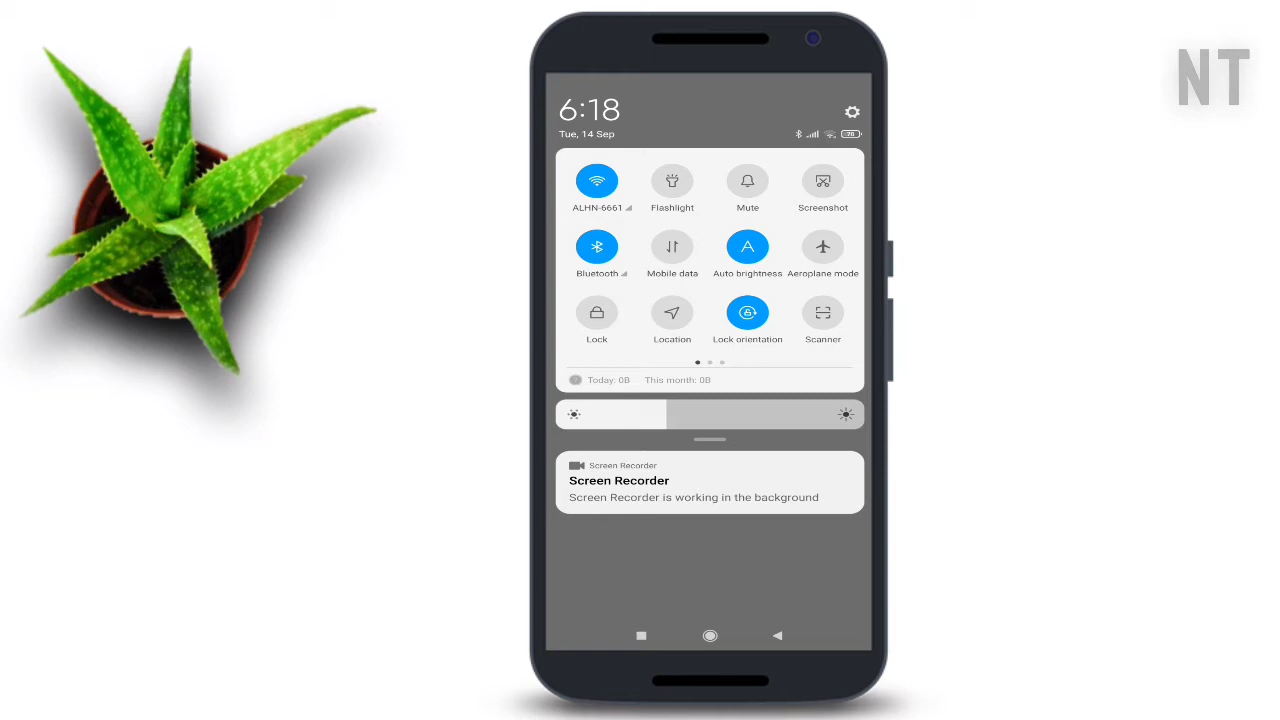 NT
6:18
Tue, 14 Sep
70
ALHN-6661
Flashlight
Mute
Screenshot
Bluetooth
Mobile data
Auto brightness
Aeroplane mode
Lock
Location
Lock orientation
Scanner
Today: 0B
This month: 0B
Screen Recorder
Screen Recorder
Screen Recorder is working in the background